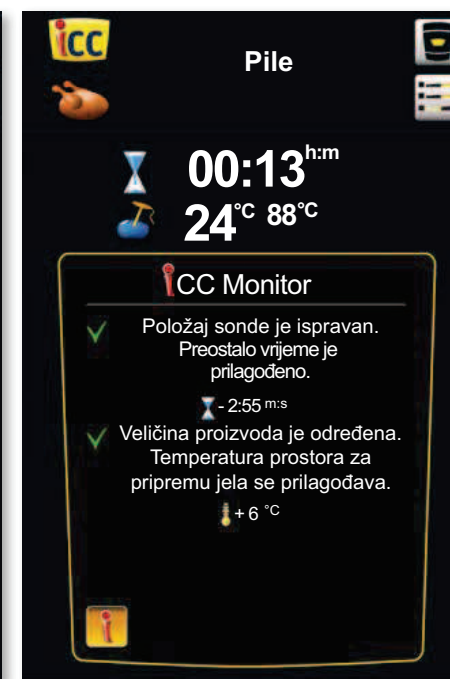 iCC
Pile
00:13 h:m
24°C 88°C
iCC Monitor
Položaj sonde je ispravan.
Preostalo vrijeme je
prilagođeno.
- 2:55 m:s
Veličina proizvoda je određena.
Temperatura prostora za
pripremu jela se prilagođava.
+ 6 °C
i